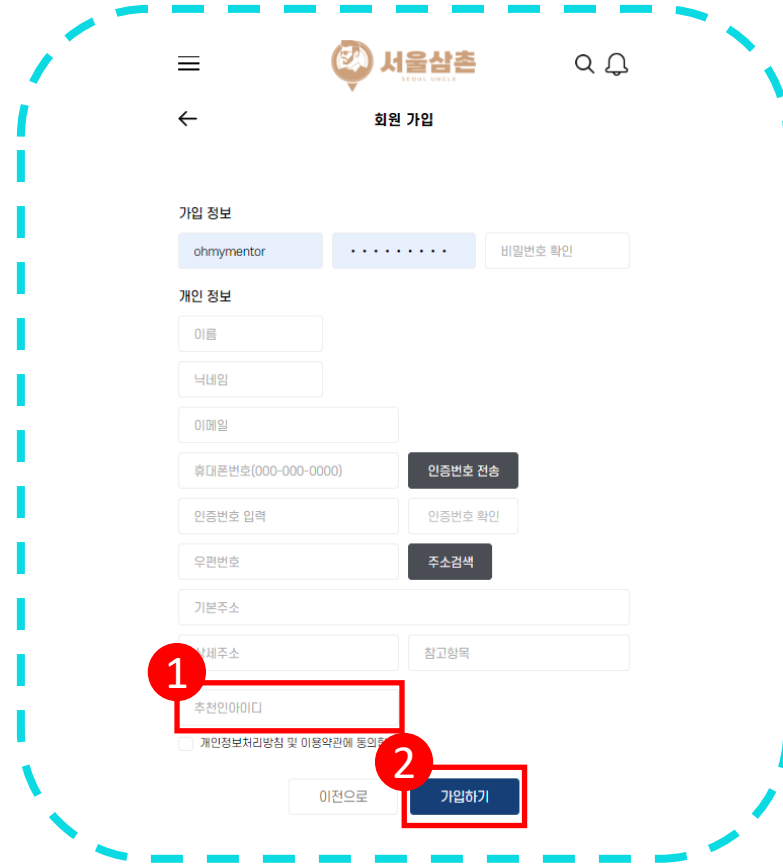 서울삼촌
SEOUL UNCLE
회원 가입
가입 정보
ohmymentor • • • • • • • • • 비밀번호 확인
개인 정보
이름
닉네임
이메일
휴대폰번호(000-000-0000) 인증번호 전송
인증번호 입력 인증번호 확인
우편번호 주소검색
기본주소
상세주소 참고항목
1
추천인아이디
개인정보처리방침 및 이용약관에
2
이전으로 가입하기